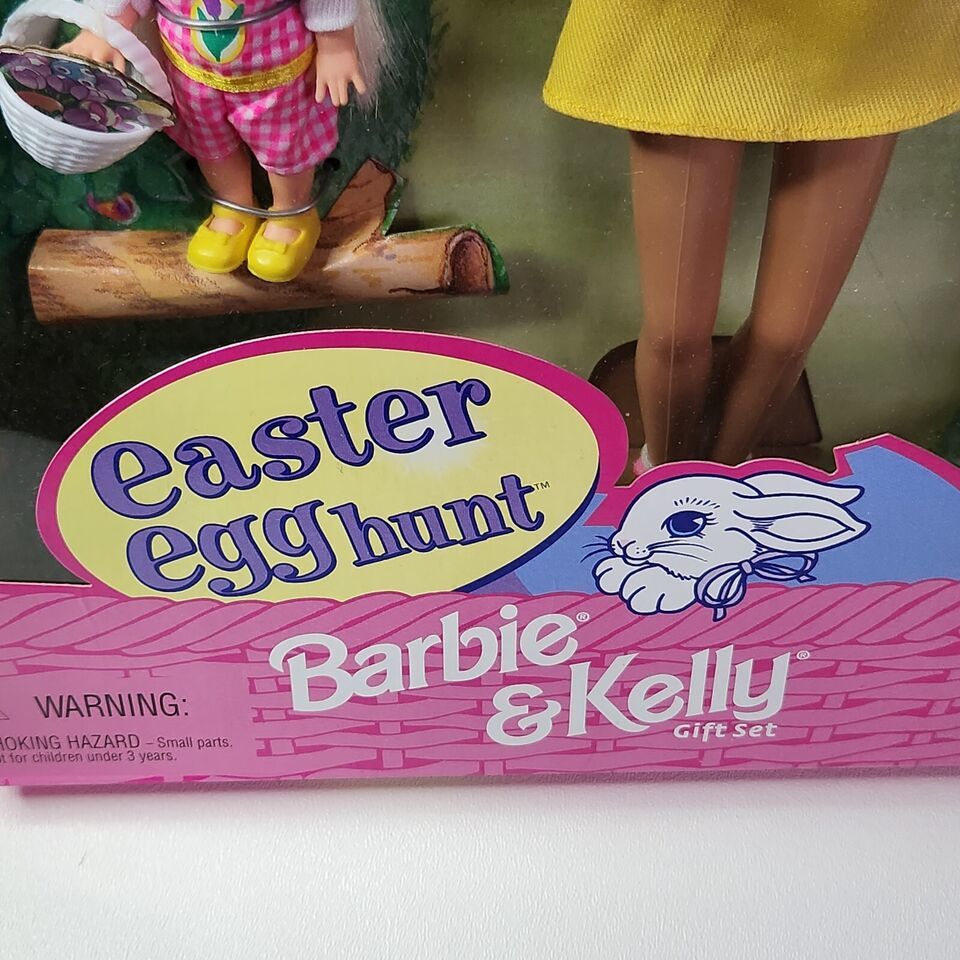 easter
egg hunt™
Barbie®
& Kelly®
Gift Set
WARNING:
HOKING HAZARD – Small parts.
t for children under 3 years.